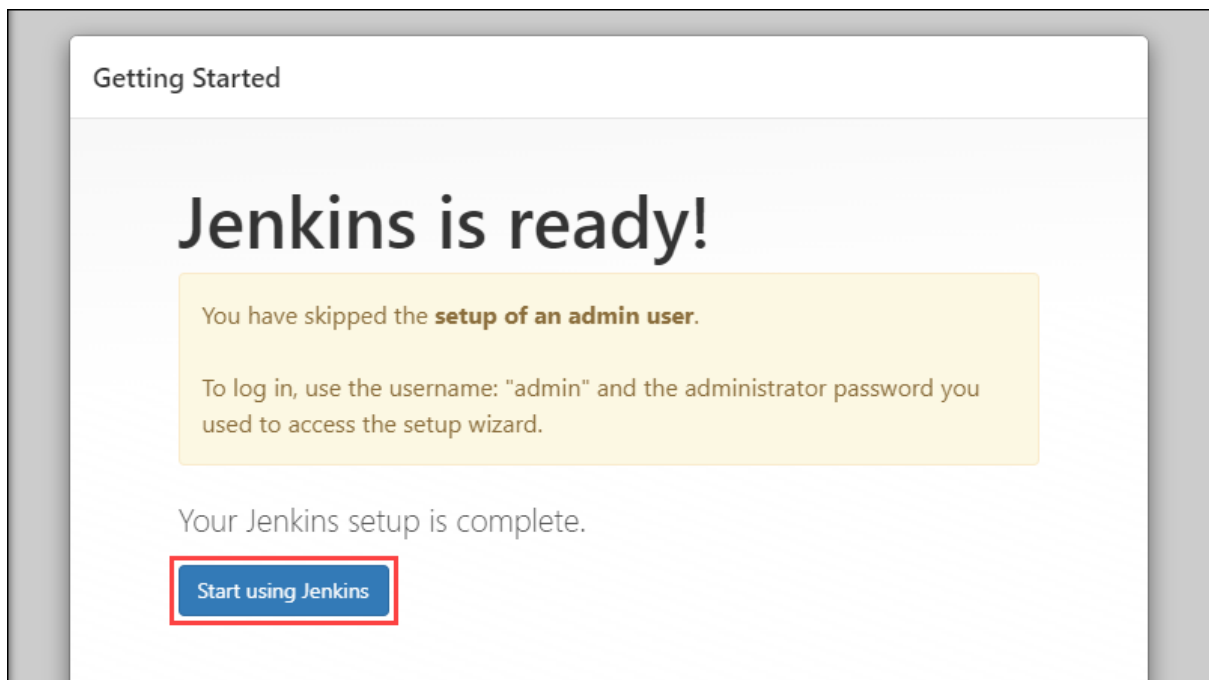 Getting Started
Jenkins is ready!
You have skipped the setup of an admin user.
To log in, use the username: "admin" and the administrator password you
used to access the setup wizard.
Your Jenkins setup is complete.
Start using Jenkins